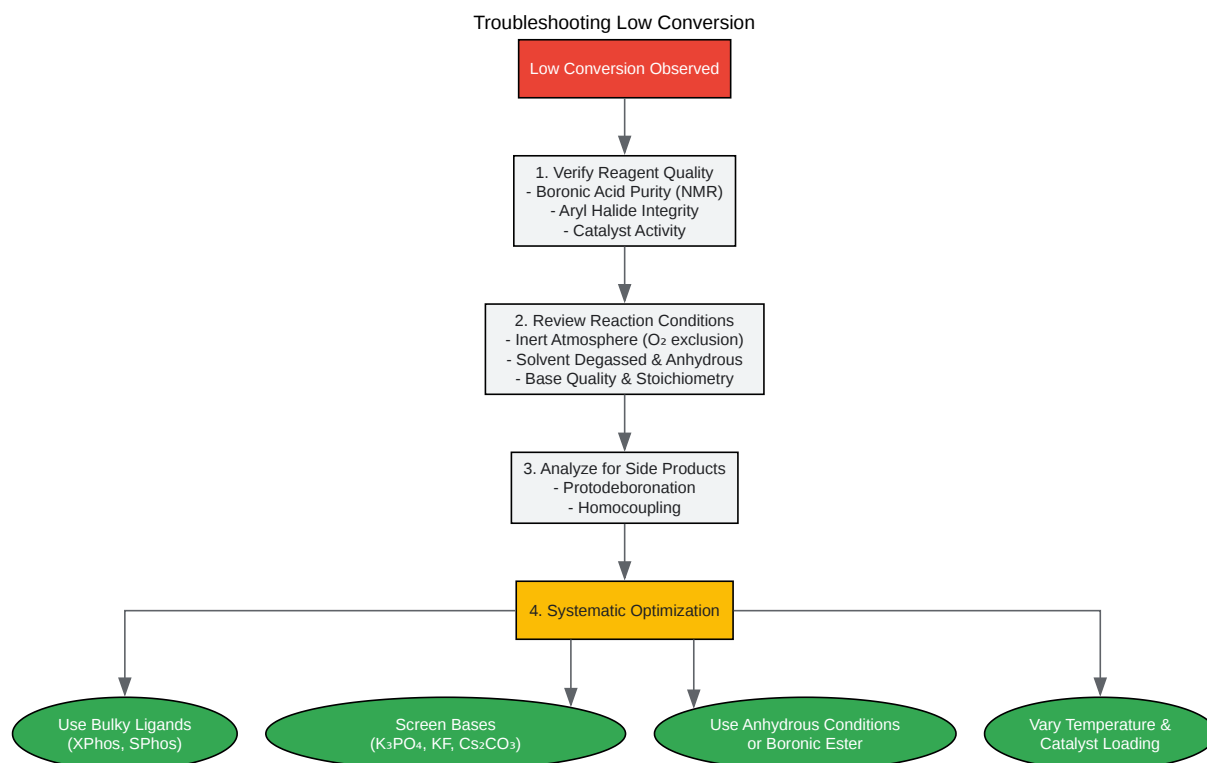 Troubleshooting Low Conversion
Low Conversion Observed
1. Verify Reagent Quality
- Boronic Acid Purity (NMR)
- Aryl Halide Integrity
- Catalyst Activity
2. Review Reaction Conditions
- Inert Atmosphere (O₂ exclusion)
- Solvent Degassed & Anhydrous
- Base Quality & Stoichiometry
3. Analyze for Side Products
- Protodeboronation
- Homocoupling
4. Systematic Optimization
Use Bulky Ligands
(XPhos, SPhos)
Screen Bases
(K₃PO₄, KF, Cs₂CO₃)
Use Anhydrous Conditions
or Boronic Ester
Vary Temperature &
Catalyst Loading